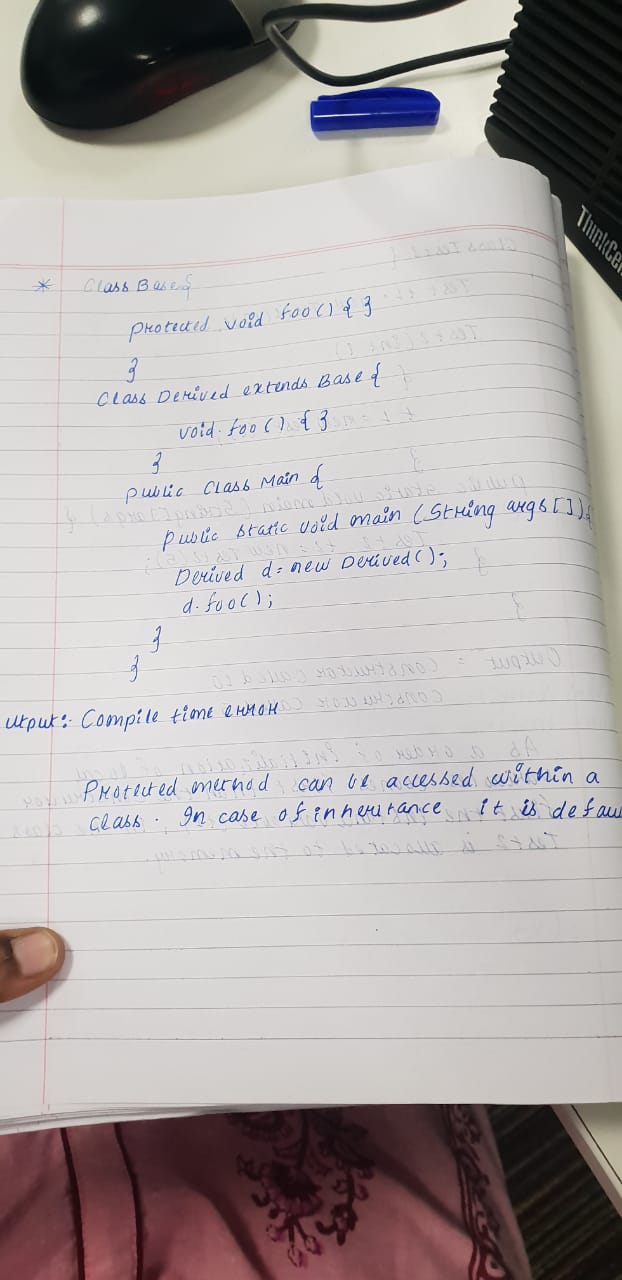 ThinkCen
* Class Base{
Protected void foo() { }
}
Class Derived extends Base {
void foo() { }
}
public class Main {
Public static void main (String args []) {
Derived d = new Derived();
d.foo();
}
}
utput:- Compile time error
Protected method can be accessed within a
class. In case of inheritance it is defau